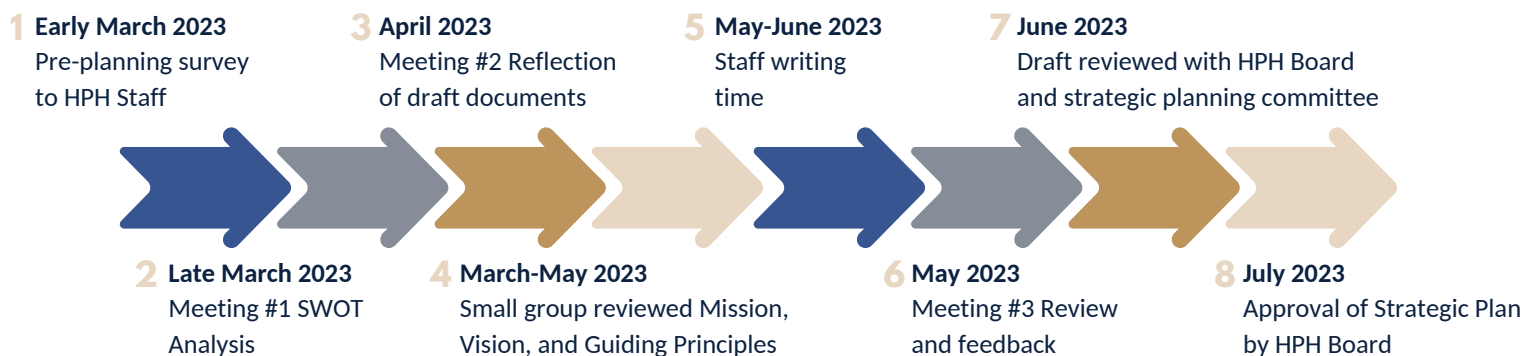 1 Early March 2023
Pre-planning survey
to HPH Staff
2 Late March 2023
Meeting #1 SWOT
Analysis
3 April 2023
Meeting #2 Reflection
of draft documents
4 March-May 2023
Small group reviewed Mission,
Vision, and Guiding Principles
5 May-June 2023
Staff writing
time
6 May 2023
Meeting #3 Review
and feedback
7 June 2023
Draft reviewed with HPH Board
and strategic planning committee
8 July 2023
Approval of Strategic Plan
by HPH Board